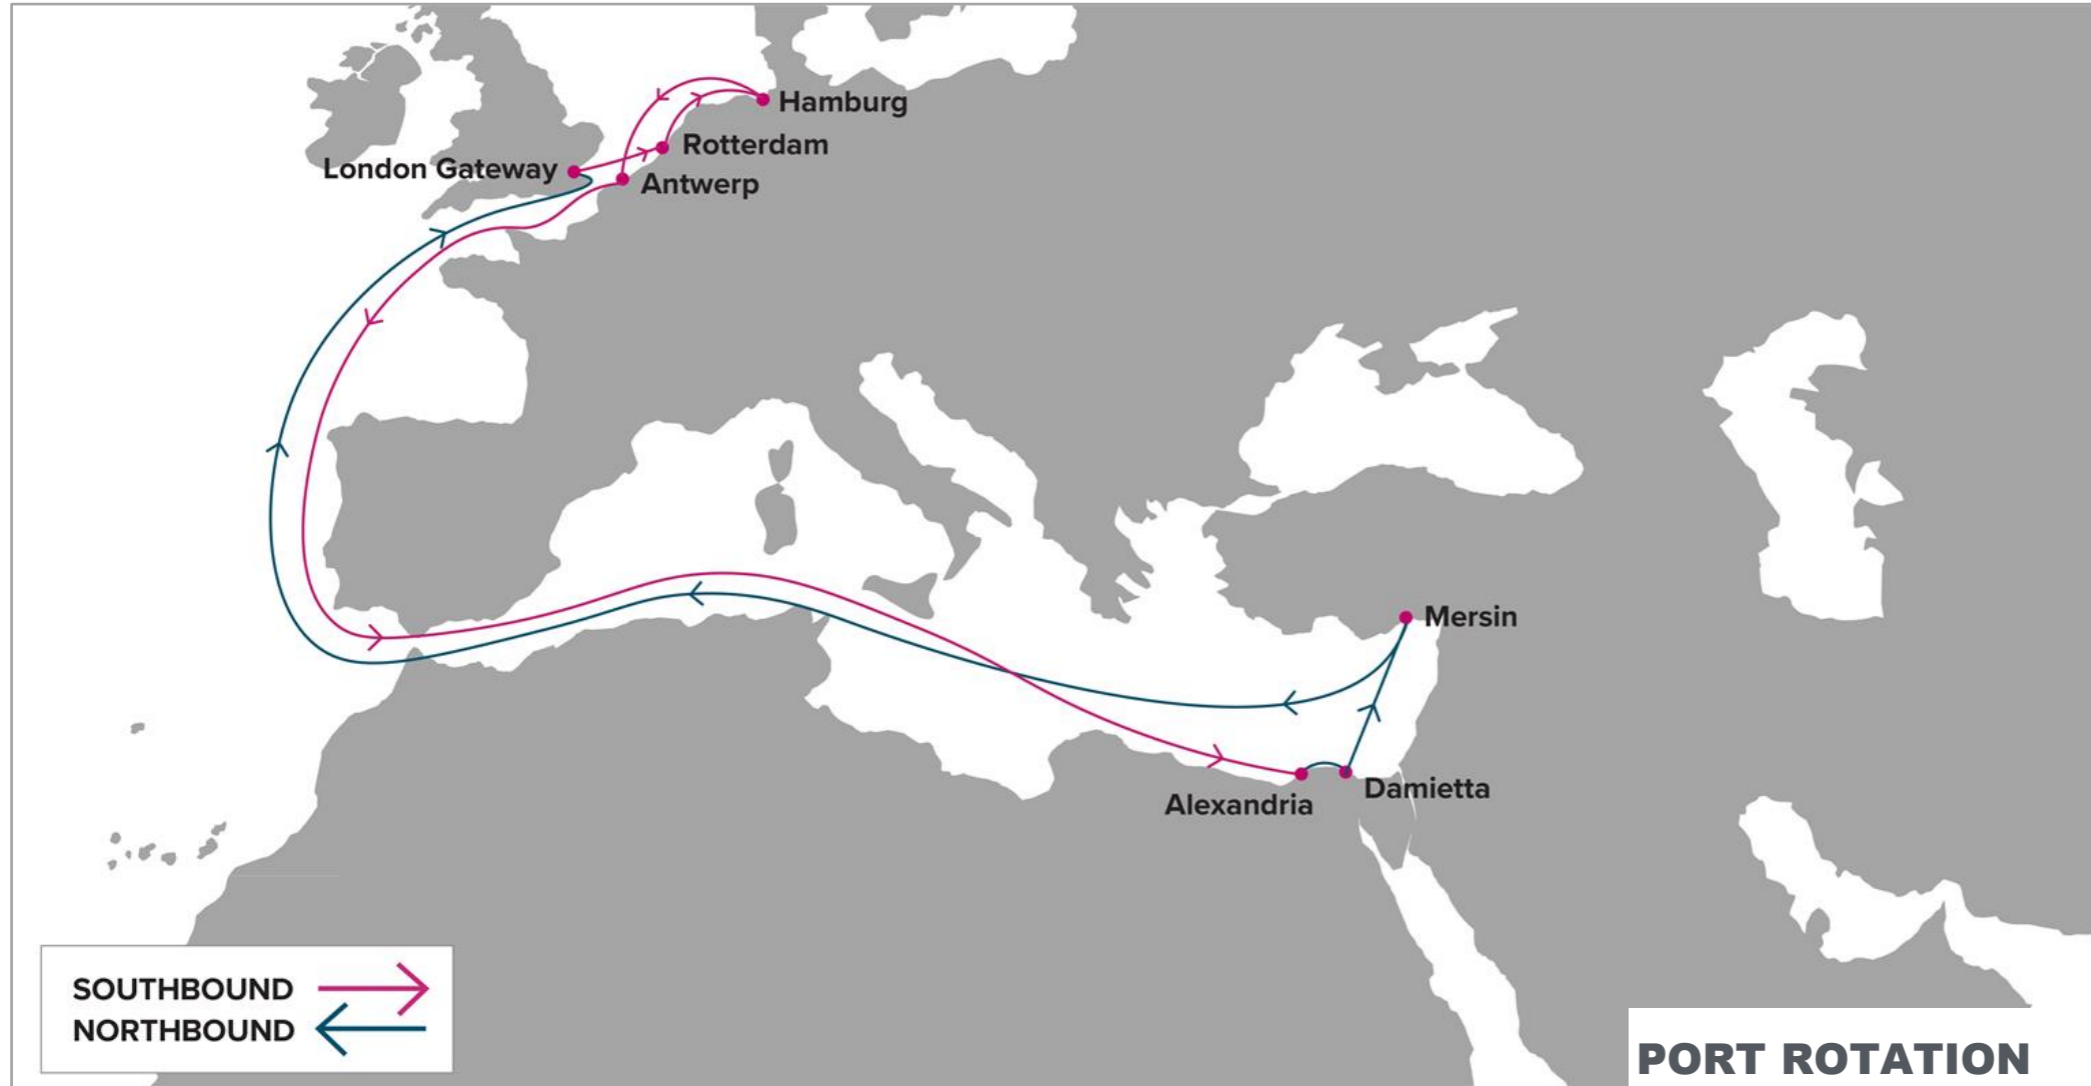 Hamburg
Rotterdam
London Gateway
Antwerp
Mersin
Damietta
Alexandria
SOUTHBOUND
NORTHBOUND
PORT ROTATION